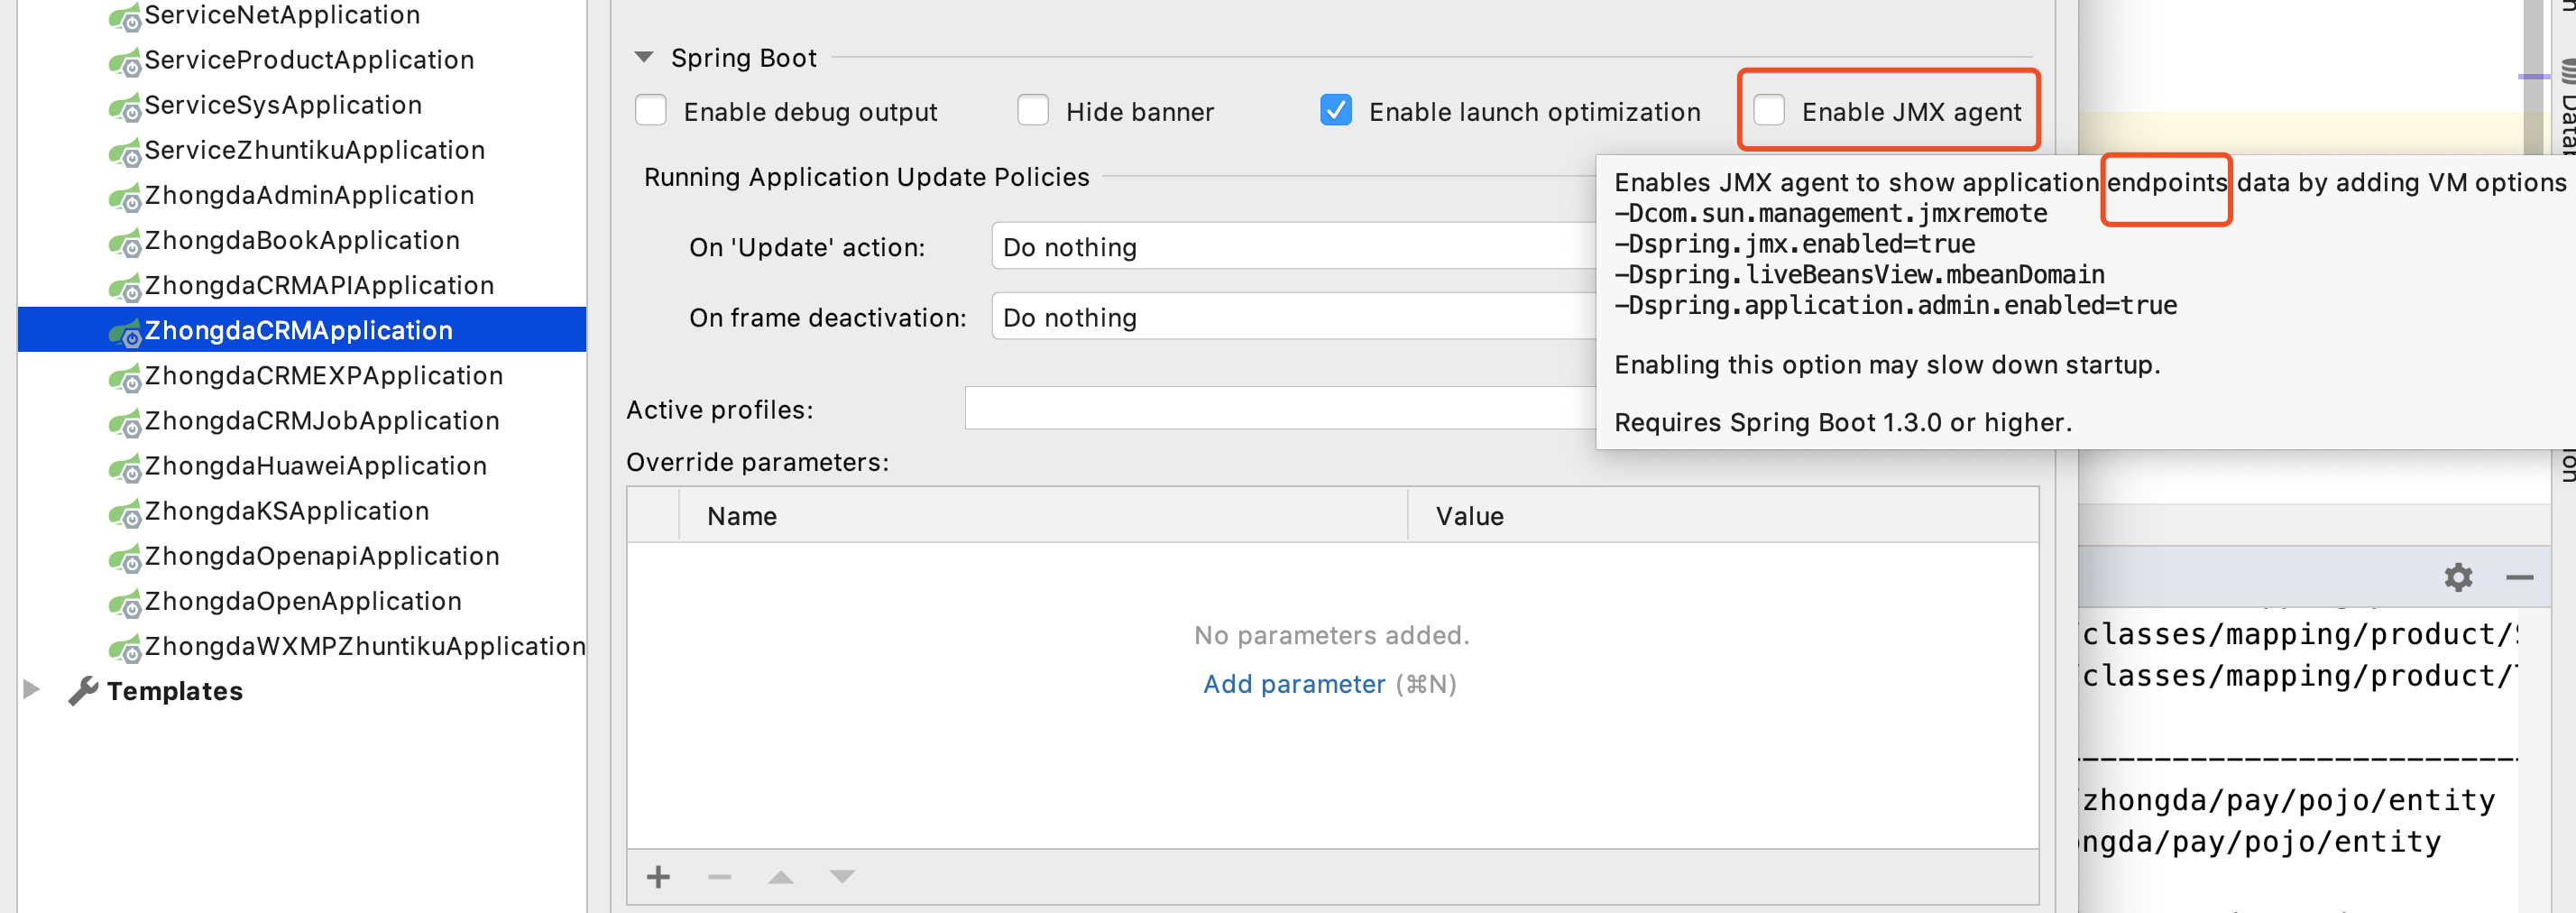 ServiceNetApplication
ServiceProductApplication
ServiceSysApplication
ServiceZhuntikuApplication
ZhongdaAdminApplication
ZhongdaBookApplication
ZhongdaCRMAPIApplication
ZhongdaCRMApplication
ZhongdaCRMEXPApplication
ZhongdaCRMJobApplication
ZhongdaHuaweiApplication
ZhongdaKSApplication
ZhongdaOpenapiApplication
ZhongdaOpenApplication
ZhongdaWXMPZhuntikuApplication
Templates
Spring Boot
Enable debug output
Hide banner
Enable launch optimization
Enable JMX agent
Running Application Update Policies
On 'Update' action:
Do nothing
On frame deactivation:
Do nothing
Active profiles:
Override parameters:
Name
Value
No parameters added.
Add parameter (⌘N)
Enables JMX agent to show application endpoints data by adding VM options
-Dcom.sun.management.jmxremote
-Dspring.jmx.enabled=true
-Dspring.liveBeansView.mbeanDomain
-Dspring.application.admin.enabled=true
Enabling this option may slow down startup.
Requires Spring Boot 1.3.0 or higher.
/classes/mapping/product/
/classes/mapping/product/
------------------------
zhongda/pay/pojo/entity
ongda/pay/pojo/entity